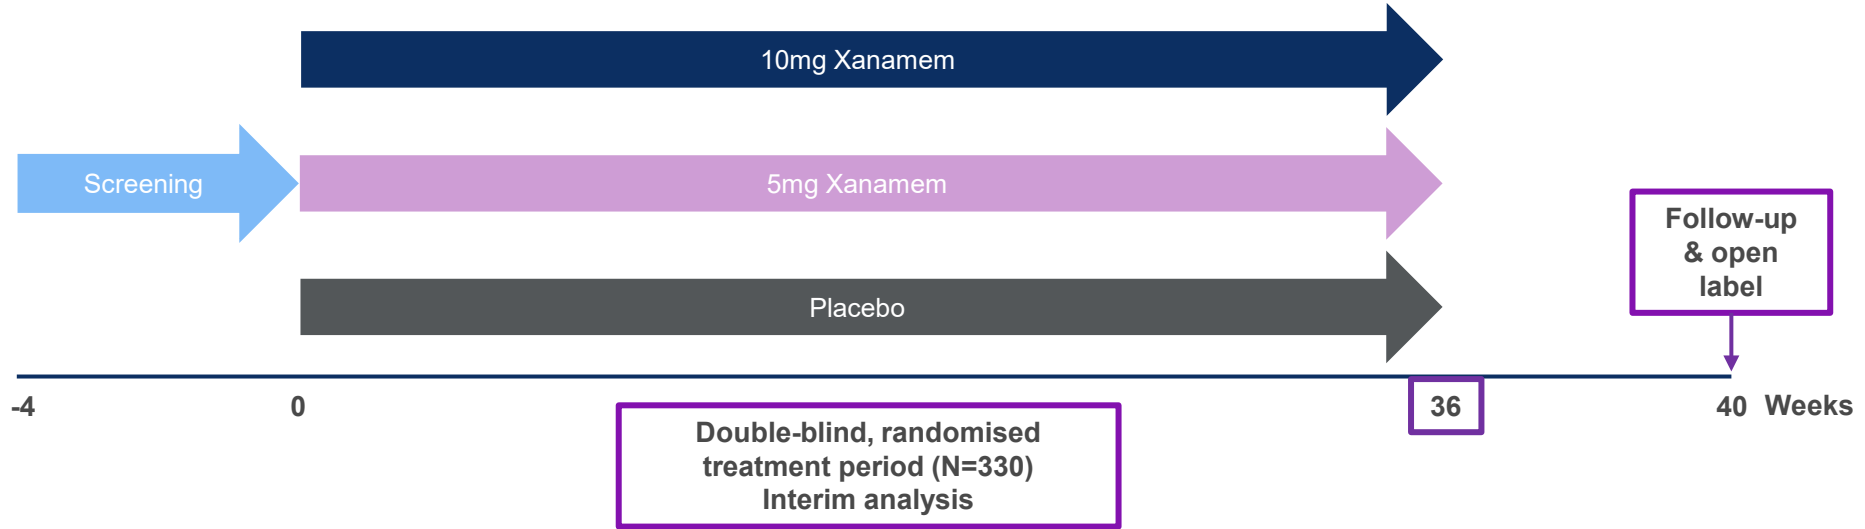 10mg Xanamem
Screening
5mg Xanamem
Placebo
Follow-up
& open
label
-4
0
36
40
Weeks
Double-blind, randomised
treatment period (N=330)
Interim analysis